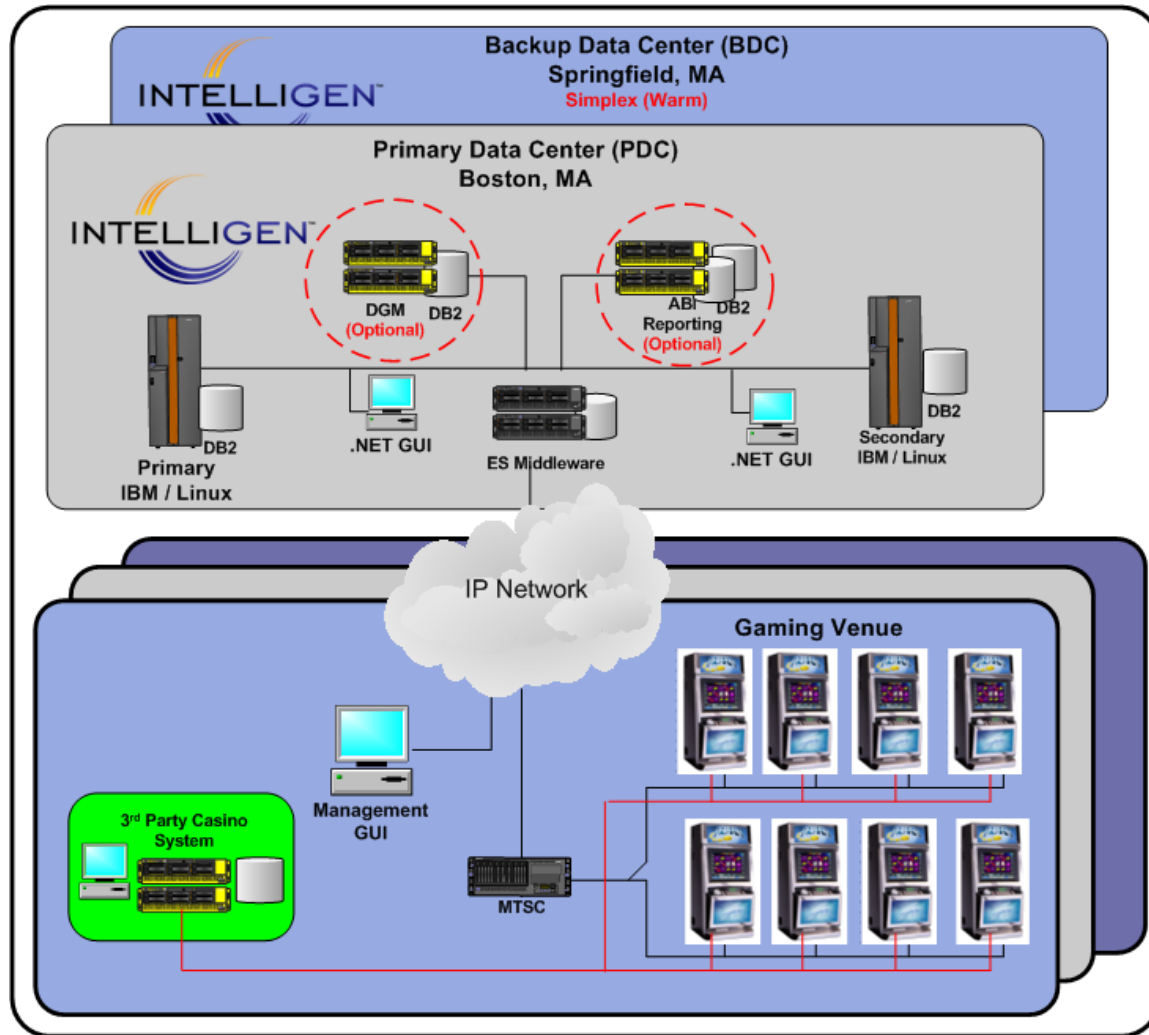 Backup Data Center (BDC)
Springfield, MA
Simplex (Warm)
INTELLIGEN™
Primary Data Center (PDC)
Boston, MA
INTELLIGEN™
DGM
(Optional)
DB2
ABI
Reporting
(Optional)
DB2
DB2
Primary
IBM / Linux
.NET GUI
ES Middleware
.NET GUI
DB2
Secondary
IBM / Linux
IP Network
Gaming Venue
Management
GUI
3rd Party Casino
System
MTSC